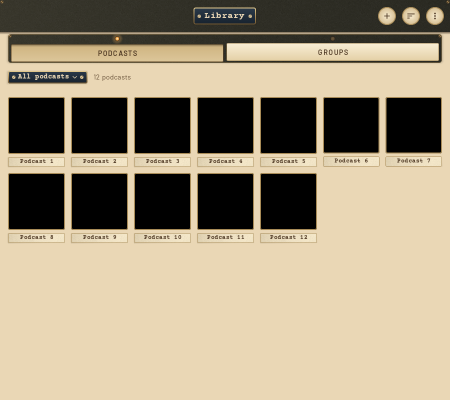 Library
PODCASTS
GROUPS
All podcasts
12 podcasts
Podcast 1
Podcast 2
Podcast 3
Podcast 4
Podcast 5
Podcast 6
Podcast 7
Podcast 8
Podcast 9
Podcast 10
Podcast 11
Podcast 12